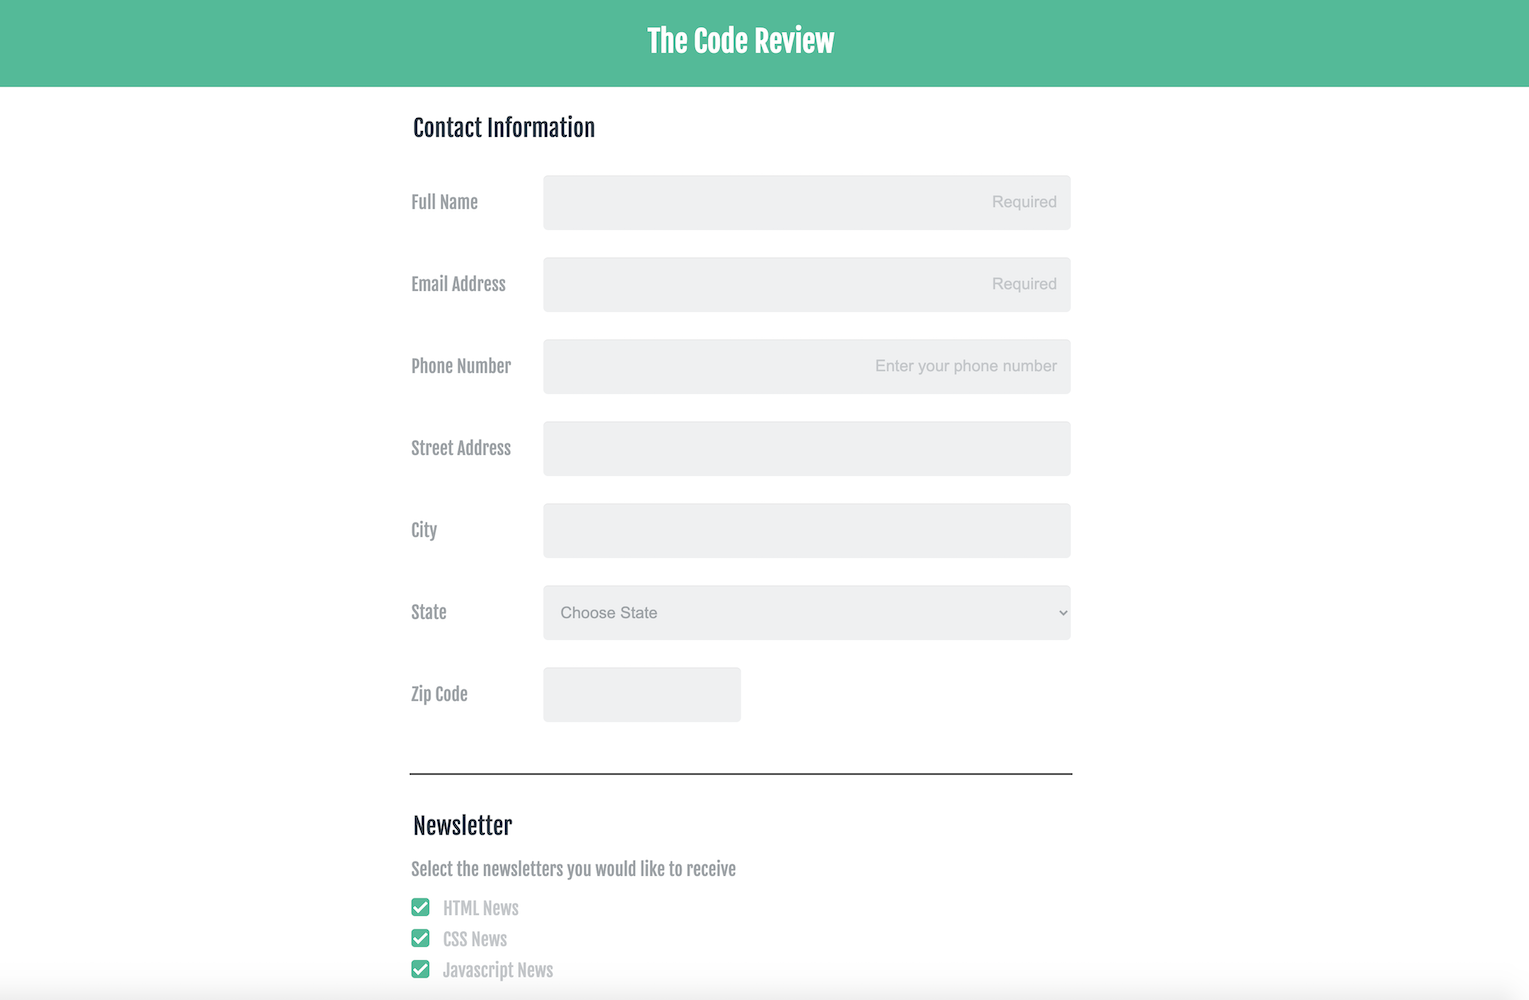 The Code Review
Contact Information
Full Name
Required
Email Address
Required
Phone Number
Enter your phone number
Street Address
City
State
Choose State
Zip Code
Newsletter
Select the newsletters you would like to receive
HTML News
CSS News
Javascript News